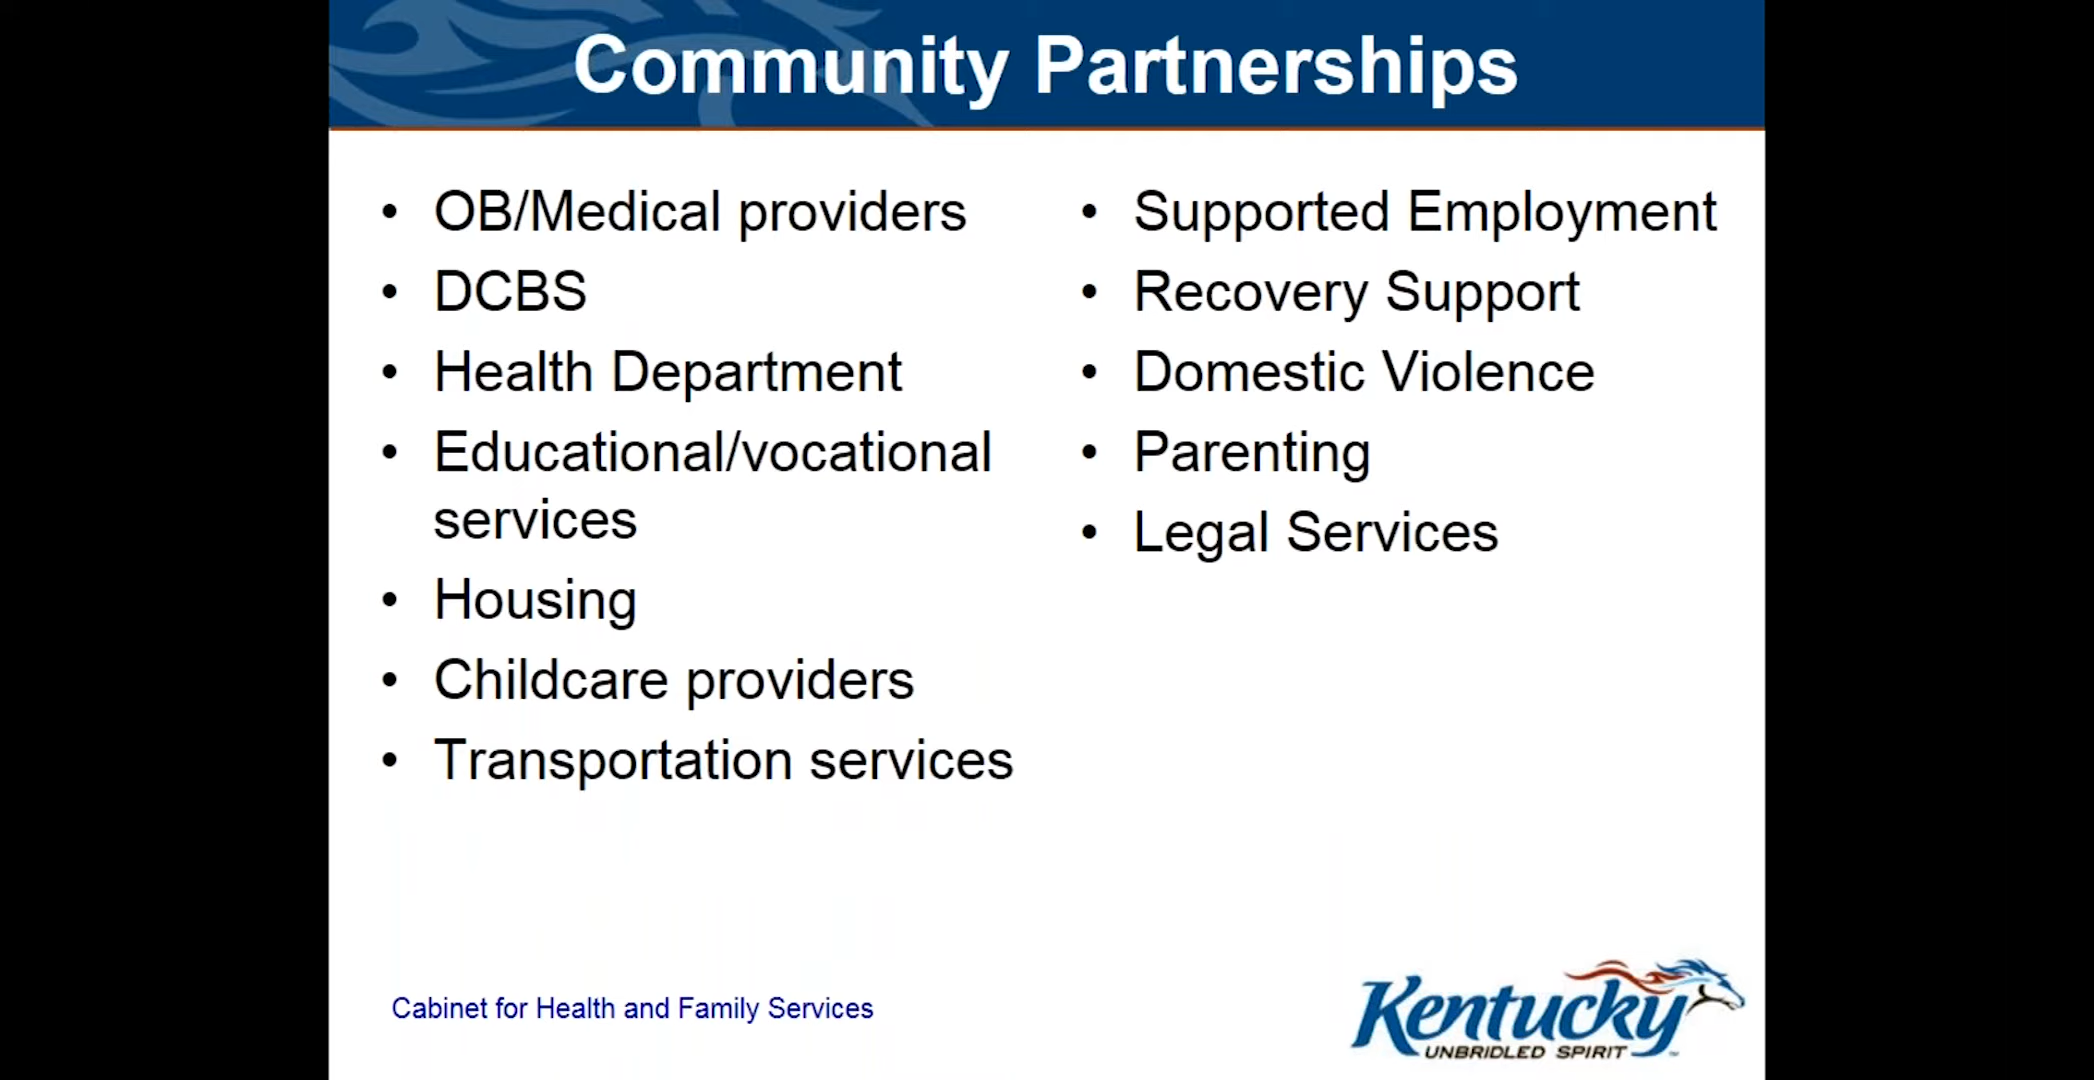 Community Partnerships
• OB/Medical providers
• DCBS
• Health Department
• Educational/vocational
services
• Housing
• Childcare providers
• Transportation services
• Supported Employment
• Recovery Support
• Domestic Violence
• Parenting
• Legal Services
Cabinet for Health and Family Services
Kentucky
UNBRIDLED SPIRIT™